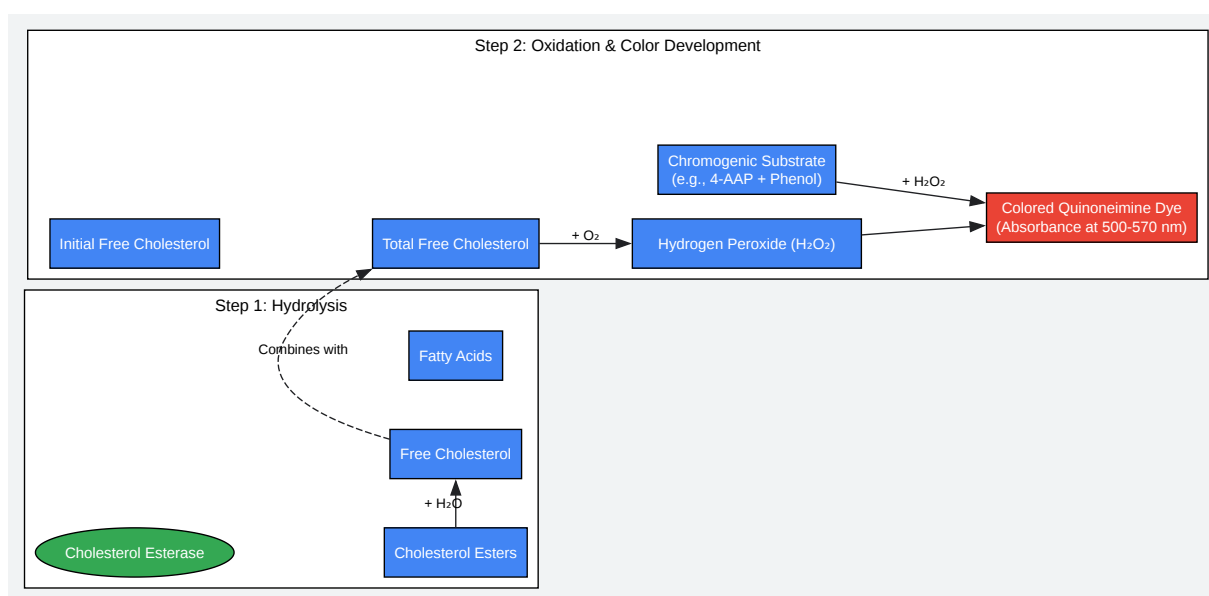 Step 2: Oxidation & Color Development
Chromogenic Substrate
(e.g., 4-AAP + Phenol)
+ H₂O₂
Colored Quinoneimine Dye
(Absorbance at 500-570 nm)
Initial Free Cholesterol
Total Free Cholesterol
+ O₂
Hydrogen Peroxide (H₂O₂)
Step 1: Hydrolysis
Combines with
Fatty Acids
Free Cholesterol
+ H₂O
Cholesterol Esterase
Cholesterol Esters